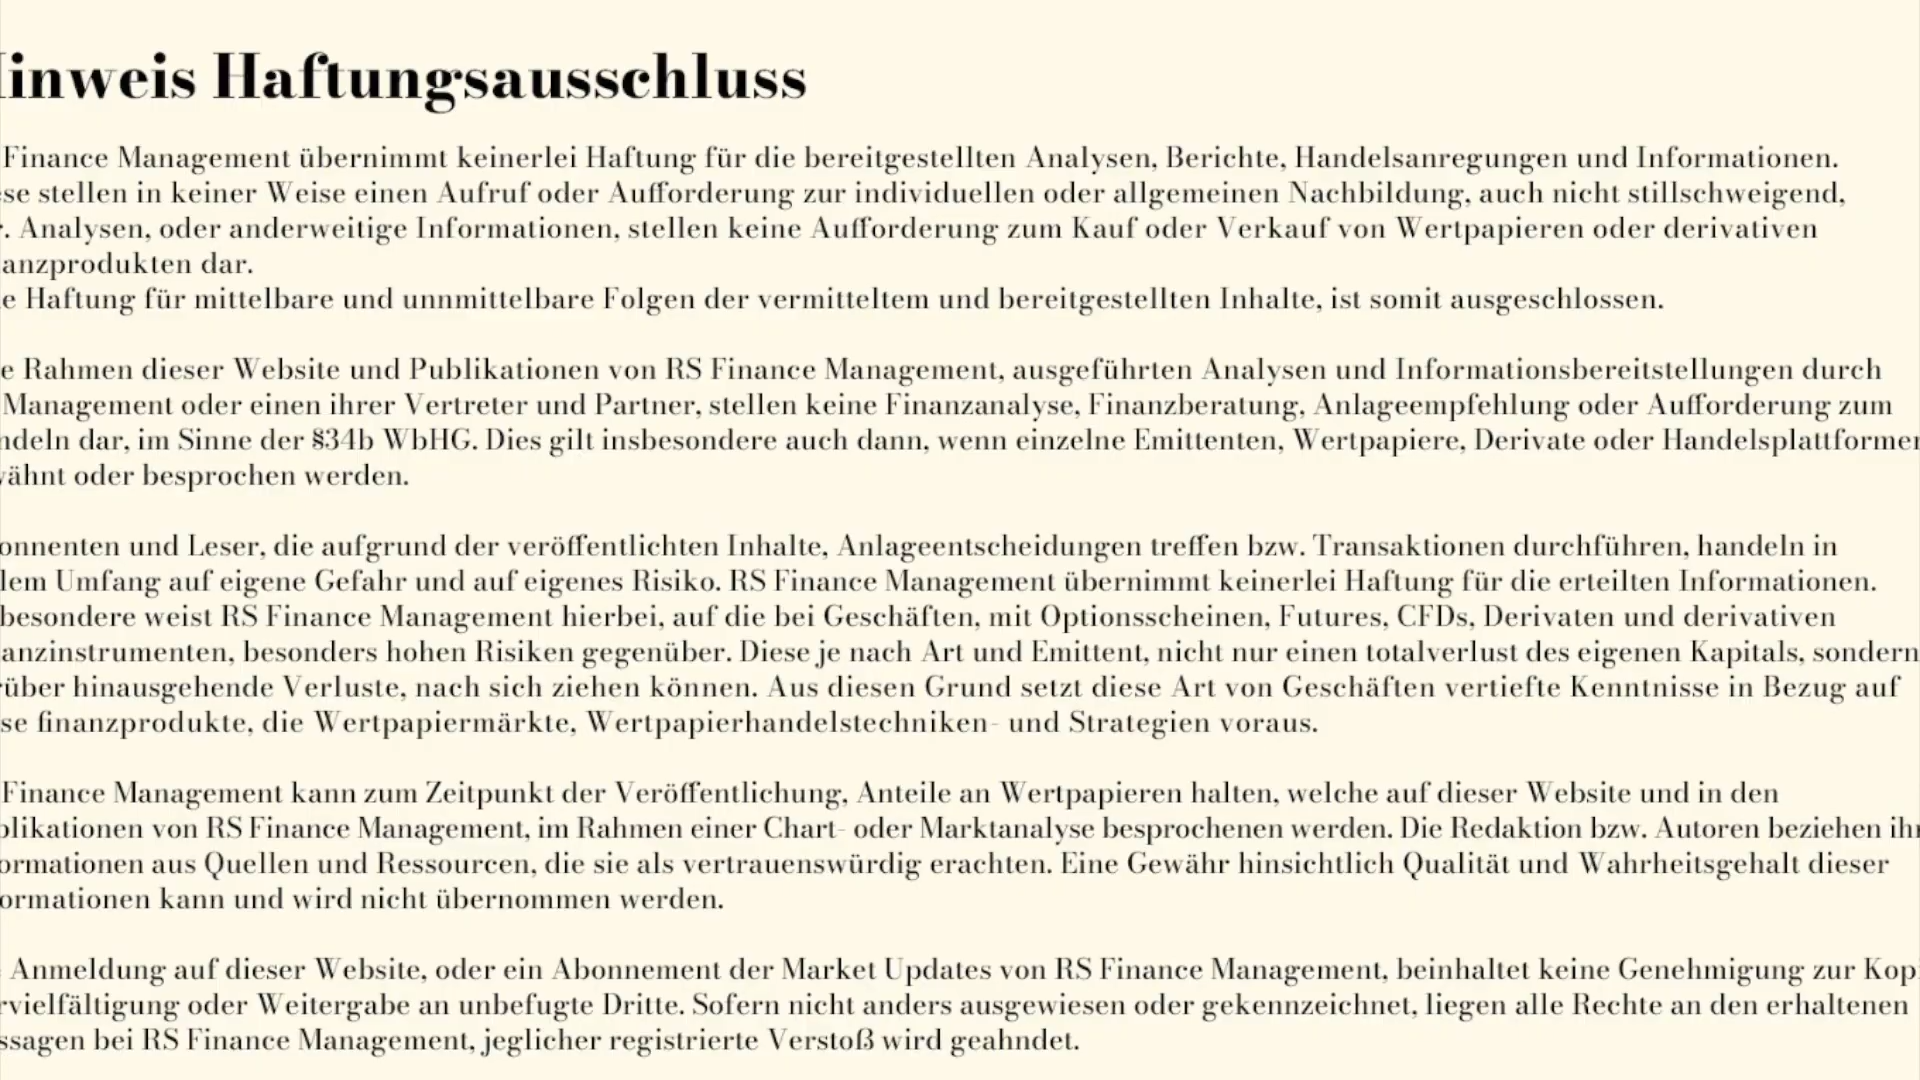 inweis Haftungsausschluss
Finance Management übernimmt keinerlei Haftung für die bereitgestellten Analysen, Berichte, Handelsanregungen und Informationen.
se stellen in keiner Weise einen Aufruf oder Aufforderung zur individuellen oder allgemeinen Nachbildung, auch nicht stillschweigend,
. Analysen, oder anderweitige Informationen, stellen keine Aufforderung zum Kauf oder Verkauf von Wertpapieren oder derivativen
anzprodukten dar.
e Haftung für mittelbare und unnmittelbare Folgen der vermitteltem und bereitgestellten Inhalte, ist somit ausgeschlossen.
e Rahmen dieser Website und Publikationen von RS Finance Management, ausgeführten Analysen und Informationsbereitstellungen durch
Management oder einen ihrer Vertreter und Partner, stellen keine Finanzanalyse, Finanzberatung, Anlageempfehlung oder Aufforderung zum
ndeln dar, im Sinne der §34b WbHG. Dies gilt insbesondere auch dann, wenn einzelne Emittenten, Wertpapiere, Derivate oder Handelsplattformen
ähnt oder besprochen werden.
onnenten und Leser, die aufgrund der veröffentlichten Inhalte, Anlageentscheidungen treffen bzw. Transaktionen durchführen, handeln in
lem Umfang auf eigene Gefahr und auf eigenes Risiko. RS Finance Management übernimmt keinerlei Haftung für die erteilten Informationen.
besondere weist RS Finance Management hierbei, auf die bei Geschäften, mit Optionsscheinen, Futures, CFDs, Derivaten und derivativen
anzinstrumenten, besonders hohen Risiken gegenüber. Diese je nach Art und Emittent, nicht nur einen totalverlust des eigenen Kapitals, sondern
rüber hinausgehende Verluste, nach sich ziehen können. Aus diesen Grund setzt diese Art von Geschäften vertiefte Kenntnisse in Bezug auf
se finanzprodukte, die Wertpapiermärkte, Wertpapierhandelstechniken- und Strategien voraus.
Finance Management kann zum Zeitpunkt der Veröffentlichung, Anteile an Wertpapieren halten, welche auf dieser Website und in den
blikationen von RS Finance Management, im Rahmen einer Chart- oder Marktanalyse besprochenen werden. Die Redaktion bzw. Autoren beziehen ihr
ormationen aus Quellen und Ressourcen, die sie als vertrauenswürdig erachten. Eine Gewähr hinsichtlich Qualität und Wahrheitsgehalt dieser
ormationen kann und wird nicht übernommen werden.
Anmeldung auf dieser Website, oder ein Abonnement der Market Updates von RS Finance Management, beinhaltet keine Genehmigung zur Kop
rvielfältigung oder Weitergabe an unbefugte Dritte. Sofern nicht anders ausgewiesen oder gekennzeichnet, liegen alle Rechte an den erhaltenen
ssagen bei RS Finance Management, jeglicher registrierte Verstoß wird geahndet.